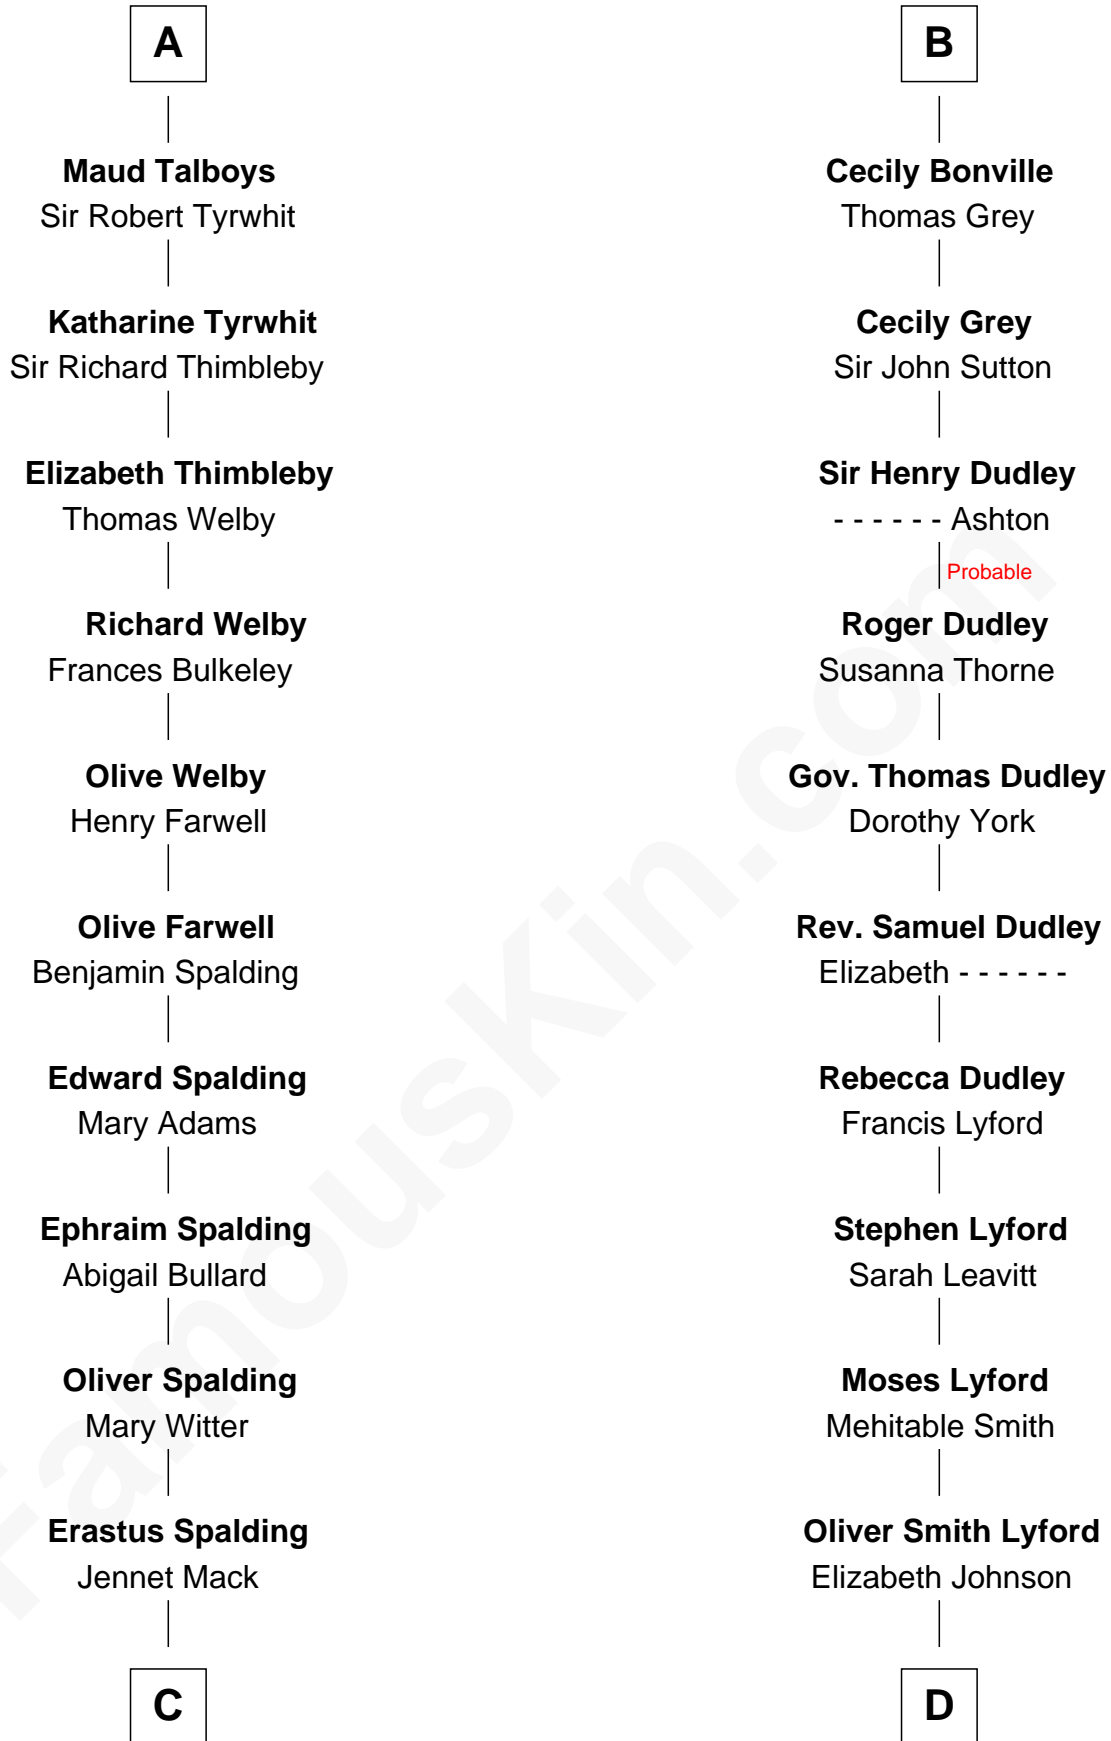 A
Maud Talboys
Sir Robert Tyrwhit
Katharine Tyrwhit
Sir Richard Thimbleby
Elizabeth Thimbleby
Thomas Welby
Richard Welby
Frances Bulkeley
Olive Welby
Henry Farwell
Olive Farwell
Benjamin Spalding
Edward Spalding
Mary Adams
Ephraim Spalding
Abigail Bullard
Oliver Spalding
Mary Witter
Erastus Spalding
Jennet Mack
C
B
Cecily Bonville
Thomas Grey
Cecily Grey
Sir John Sutton
Sir Henry Dudley
- - - - - - Ashton
Probable
Roger Dudley
Susanna Thorne
Gov. Thomas Dudley
Dorothy York
Rev. Samuel Dudley
Elizabeth - - - - - -
Rebecca Dudley
Francis Lyford
Stephen Lyford
Sarah Leavitt
Moses Lyford
Mehitable Smith
Oliver Smith Lyford
Elizabeth Johnson
D
FamousKin.com